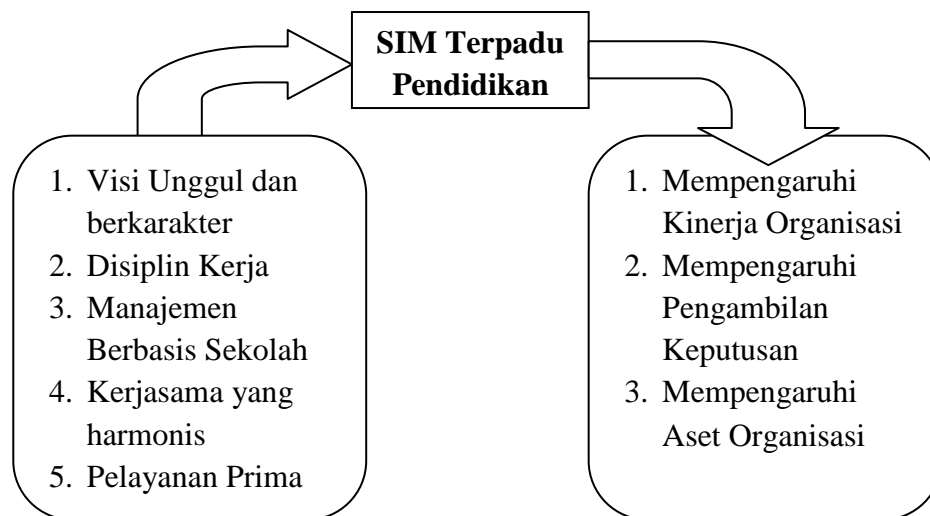 SIM Terpadu
Pendidikan
1. Visi Unggul dan
berkarakter
2. Disiplin Kerja
3. Manajemen
Berbasis Sekolah
4. Kerjasama yang
harmonis
5. Pelayanan Prima
1. Mempengaruhi
Kinerja Organisasi
2. Mempengaruhi
Pengambilan
Keputusan
3. Mempengaruhi
Aset Organisasi